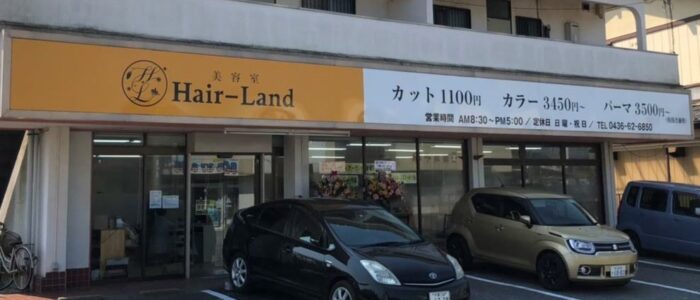 美容室
Hair-Land
カット 1100円 カラー 3450円~ パーマ 3500円~
営業時間 AM8:30~PM5:00 / 定休日 日曜・祝日 / TEL 0436-62-6850